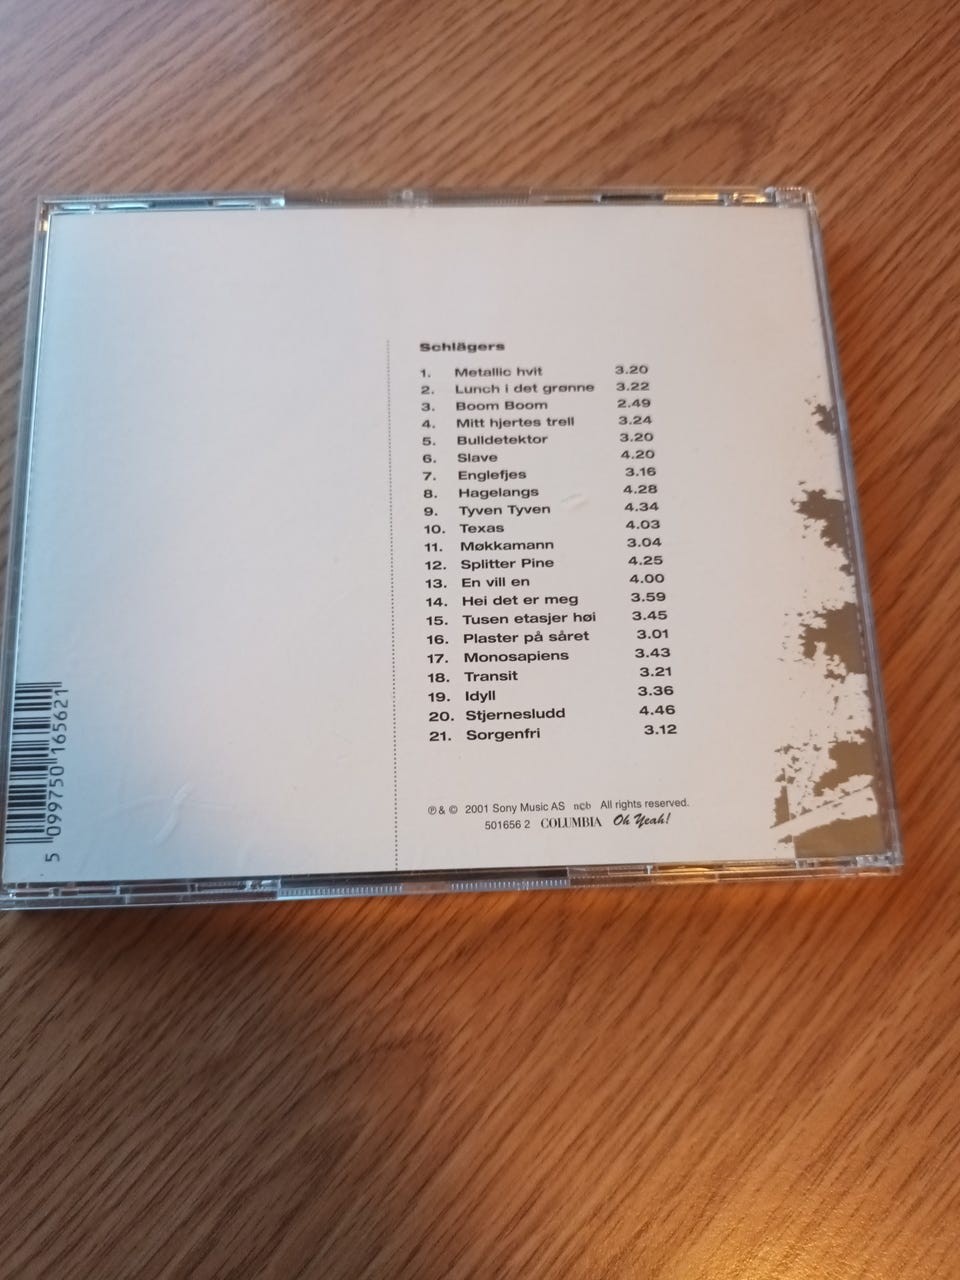 Schlägers
1. Metallic hvit 3.20
2. Lunch i det grønne 3.22
3. Boom Boom 2.49
4. Mitt hjertes trell 3.24
5. Bulldetektor 3.20
6. Slave 4.20
7. Englefjes 3.16
8. Hagelangs 4.28
9. Tyven Tyven 4.34
10. Texas 4.03
11. Møkkamann 3.04
12. Splitter Pine 4.25
13. En vill en 4.00
14. Hei det er meg 3.59
15. Tusen etasjer høi 3.45
16. Plaster på såret 3.01
17. Monosapiens 3.43
18. Transit 3.21
19. Idyll 3.36
20. Stjernesludd 4.46
21. Sorgenfri 3.12
℗ & © 2001 Sony Music AS ncb All rights reserved.
501656 2 COLUMBIA Oh Yeah!
5 099750 165621